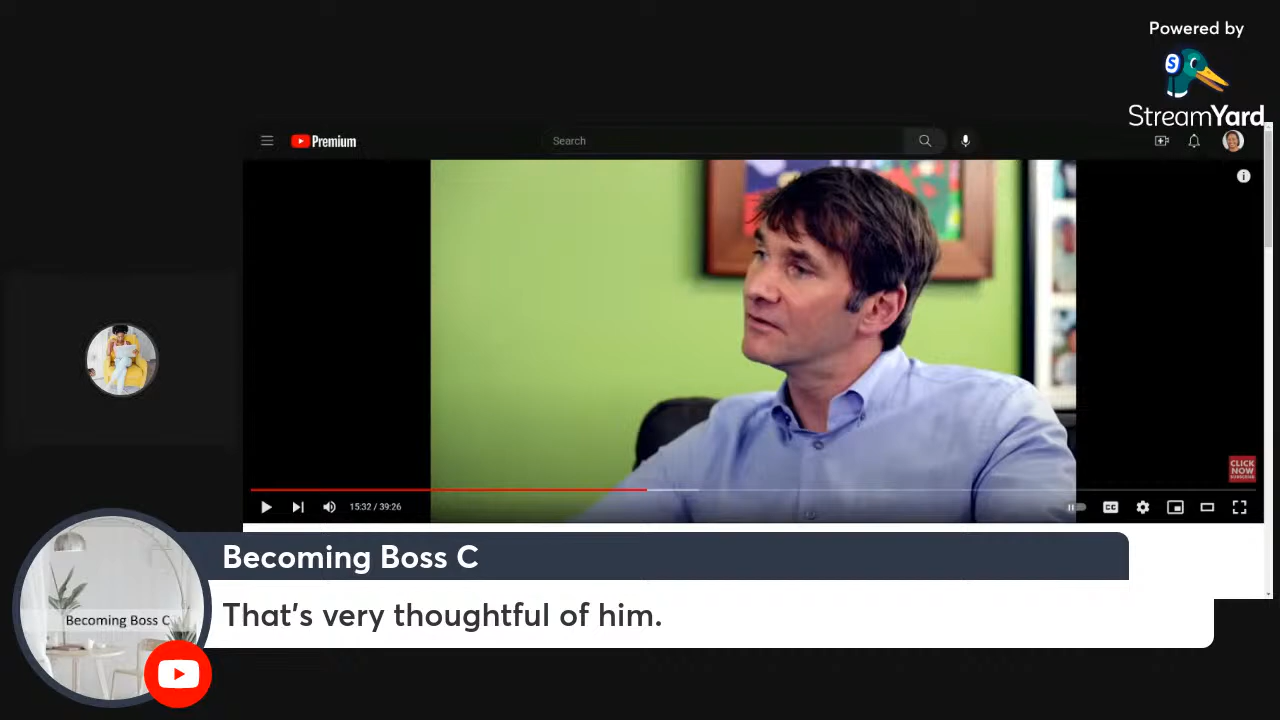 Powered by
StreamYard
Premium
Search
CLICK
NOW
15:32 / 39:26
CC
Becoming Boss C
Becoming Boss C
That's very thoughtful of him.